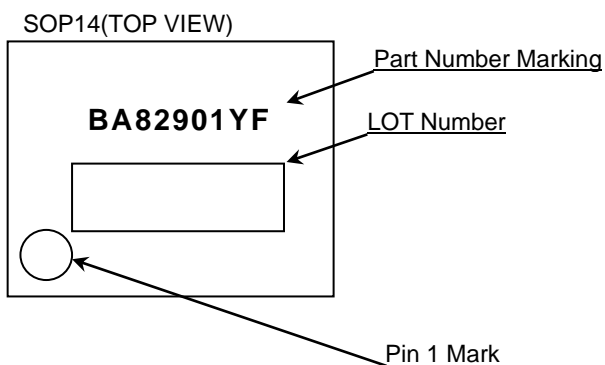 SOP14(TOP VIEW)
Part Number Marking
BA82901YF
LOT Number
Pin 1 Mark